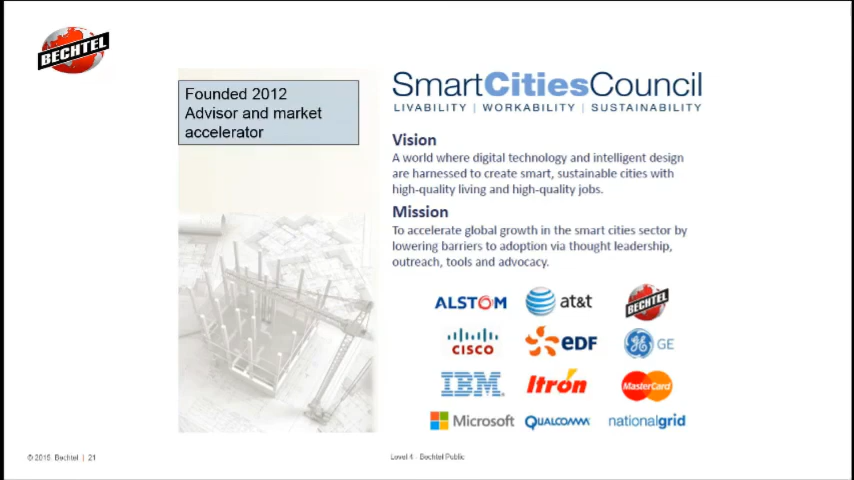 BECHTEL
Founded 2012
Advisor and market
accelerator
SmartCitiesCouncil
LIVABILITY | WORKABILITY | SUSTAINABILITY
Vision
A world where digital technology and intelligent design
are harnessed to create smart, sustainable cities with
high-quality living and high-quality jobs.
Mission
To accelerate global growth in the smart cities sector by
lowering barriers to adoption via thought leadership,
outreach, tools and advocacy.
ALSTOM at&t BECHTEL
CISCO eDF GE GE
IBM Itron MasterCard
Microsoft QUALCOMM nationalgrid
© 2015 Bechtel | 21
Level 4 - Bechtel Public